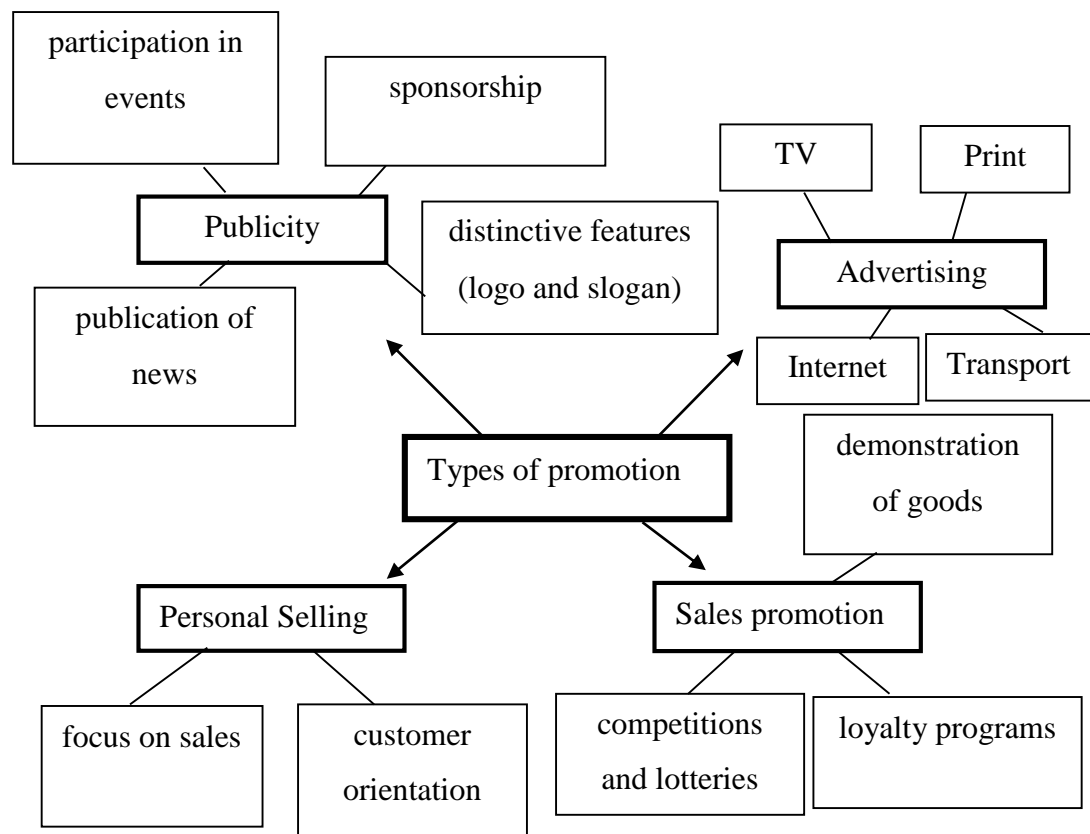 participation in
events
sponsorship
TV
Print
Publicity
distinctive features
(logo and slogan)
Advertising
publication of
news
Internet
Transport
Types of promotion
demonstration
of goods
Personal Selling
Sales promotion
focus on sales
customer
orientation
competitions
and lotteries
loyalty programs